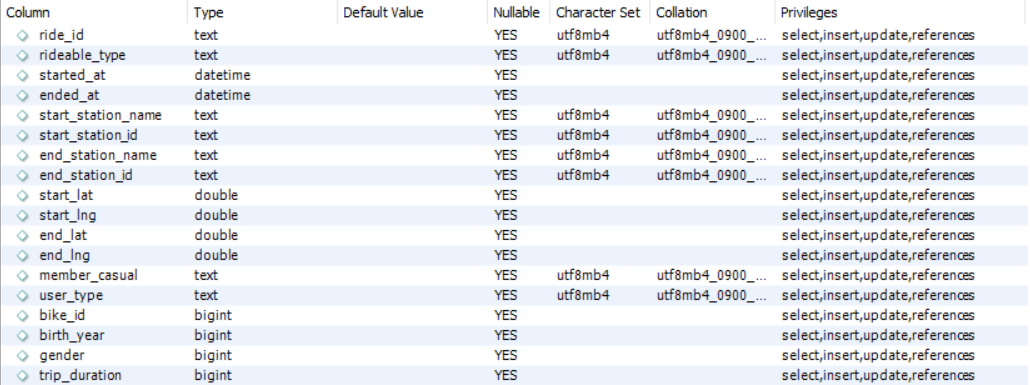 Column Type Default Value Nullable Character Set Collation Privileges
ride_id text YES utf8mb4 utf8mb4_0900_... select,insert,update,references
rideable_type text YES utf8mb4 utf8mb4_0900_... select,insert,update,references
started_at datetime YES select,insert,update,references
ended_at datetime YES select,insert,update,references
start_station_name text YES utf8mb4 utf8mb4_0900_... select,insert,update,references
start_station_id text YES utf8mb4 utf8mb4_0900_... select,insert,update,references
end_station_name text YES utf8mb4 utf8mb4_0900_... select,insert,update,references
end_station_id text YES utf8mb4 utf8mb4_0900_... select,insert,update,references
start_lat double YES select,insert,update,references
start_lng double YES select,insert,update,references
end_lat double YES select,insert,update,references
end_lng double YES select,insert,update,references
member_casual text YES utf8mb4 utf8mb4_0900_... select,insert,update,references
user_type text YES utf8mb4 utf8mb4_0900_... select,insert,update,references
bike_id bigint YES select,insert,update,references
birth_year bigint YES select,insert,update,references
gender bigint YES select,insert,update,references
trip_duration bigint YES select,insert,update,references